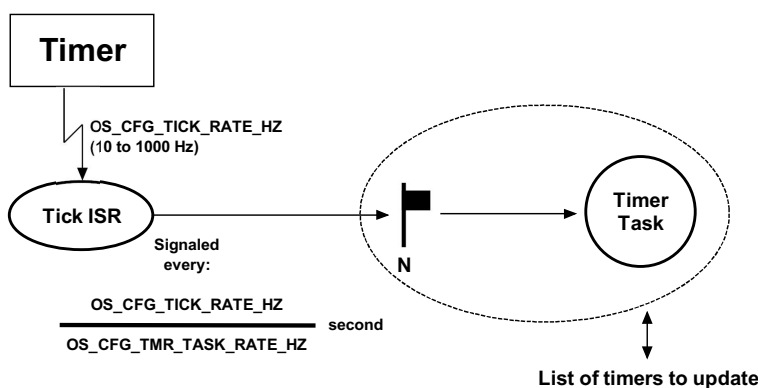 Timer
OS_CFG_TICK_RATE_HZ
(10 to 1000 Hz)
Tick ISR
Signaled
every:
OS_CFG_TICK_RATE_HZ
second
OS_CFG_TMR_TASK_RATE_HZ
N
Timer
Task
List of timers to update